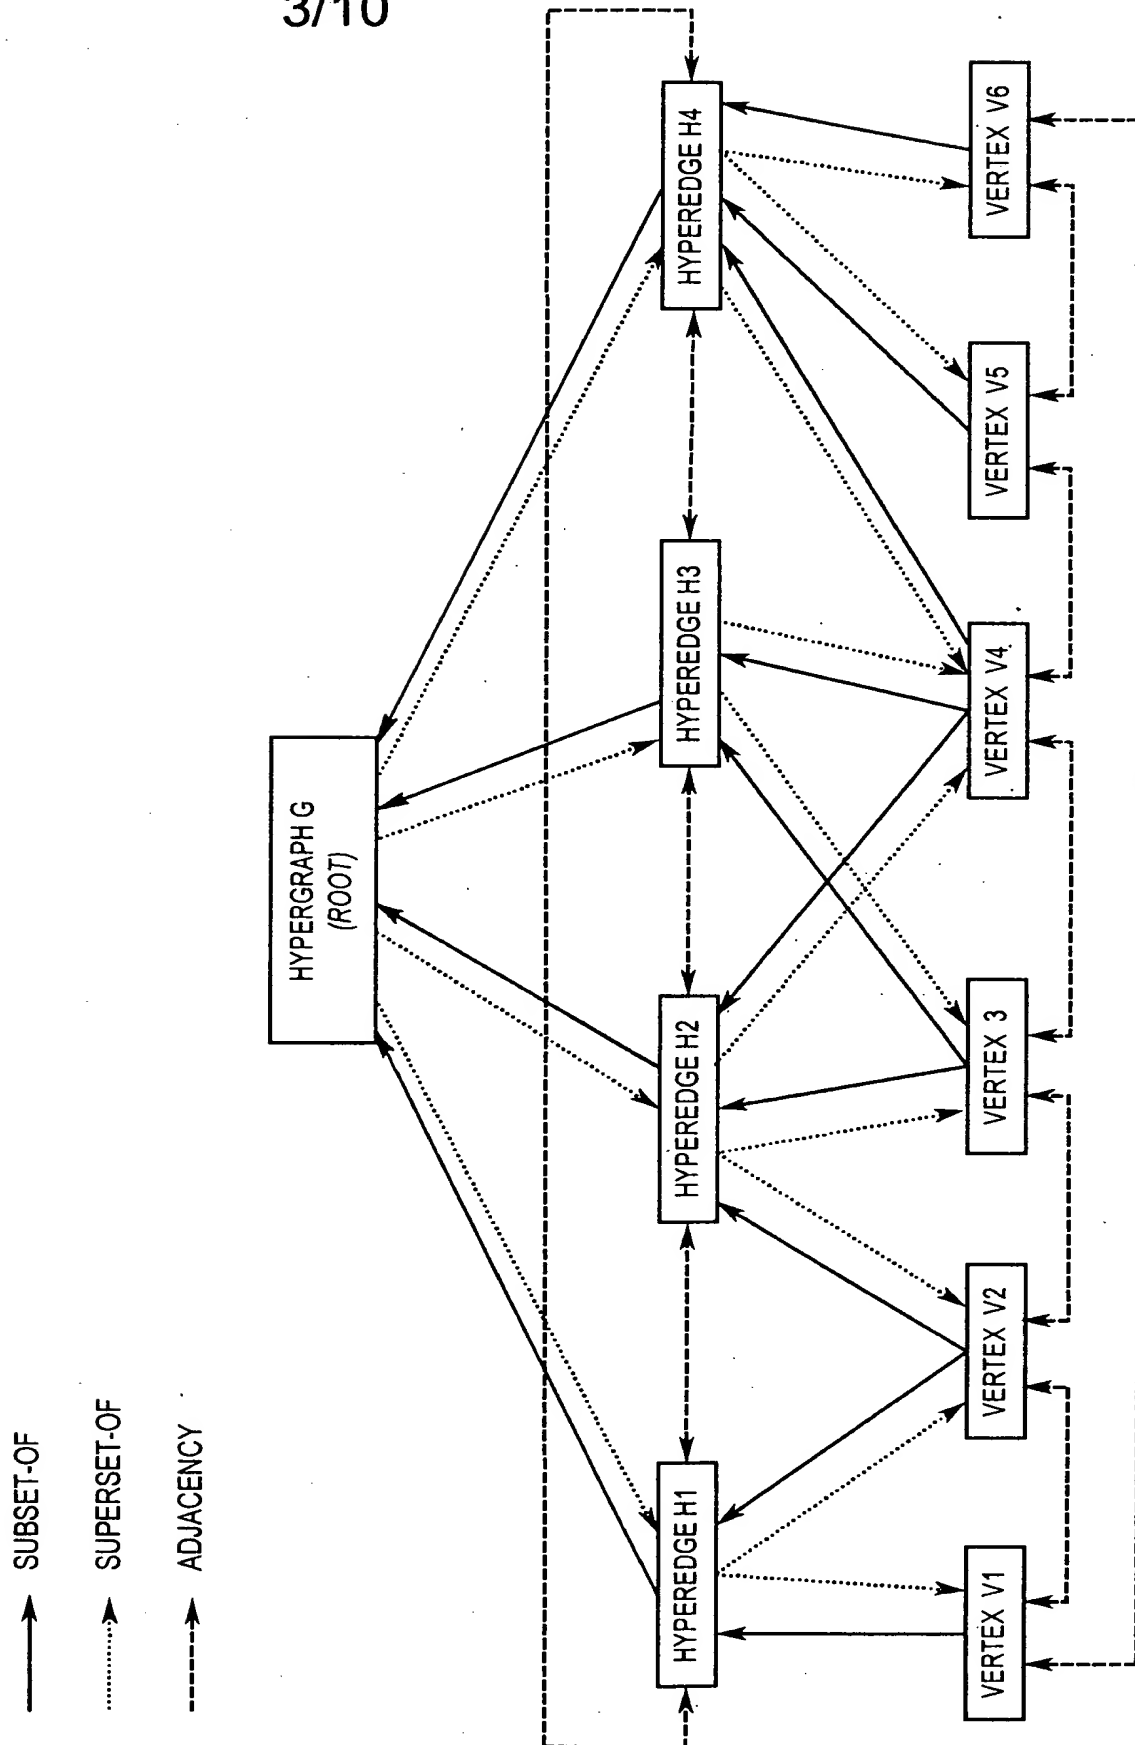 3/10
SUBSET-OF
SUPERSET-OF
ADJACENCY
HYPERGRAPH G
(ROOT)
HYPEREDGE H1
HYPEREDGE H2
HYPEREDGE H3
HYPEREDGE H4
VERTEX V1
VERTEX V2
VERTEX 3
VERTEX V4
VERTEX V5
VERTEX V6